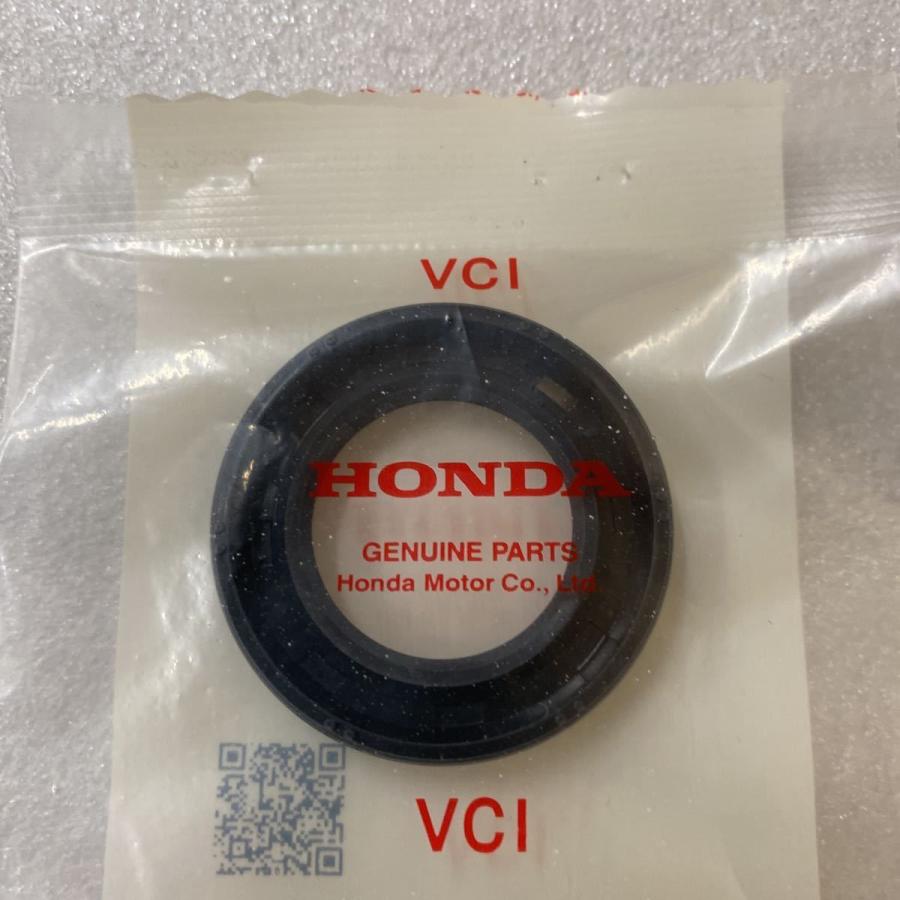 VCI
HONDA
GENUINE PARTS
Honda Motor Co., Ltd.
VCI